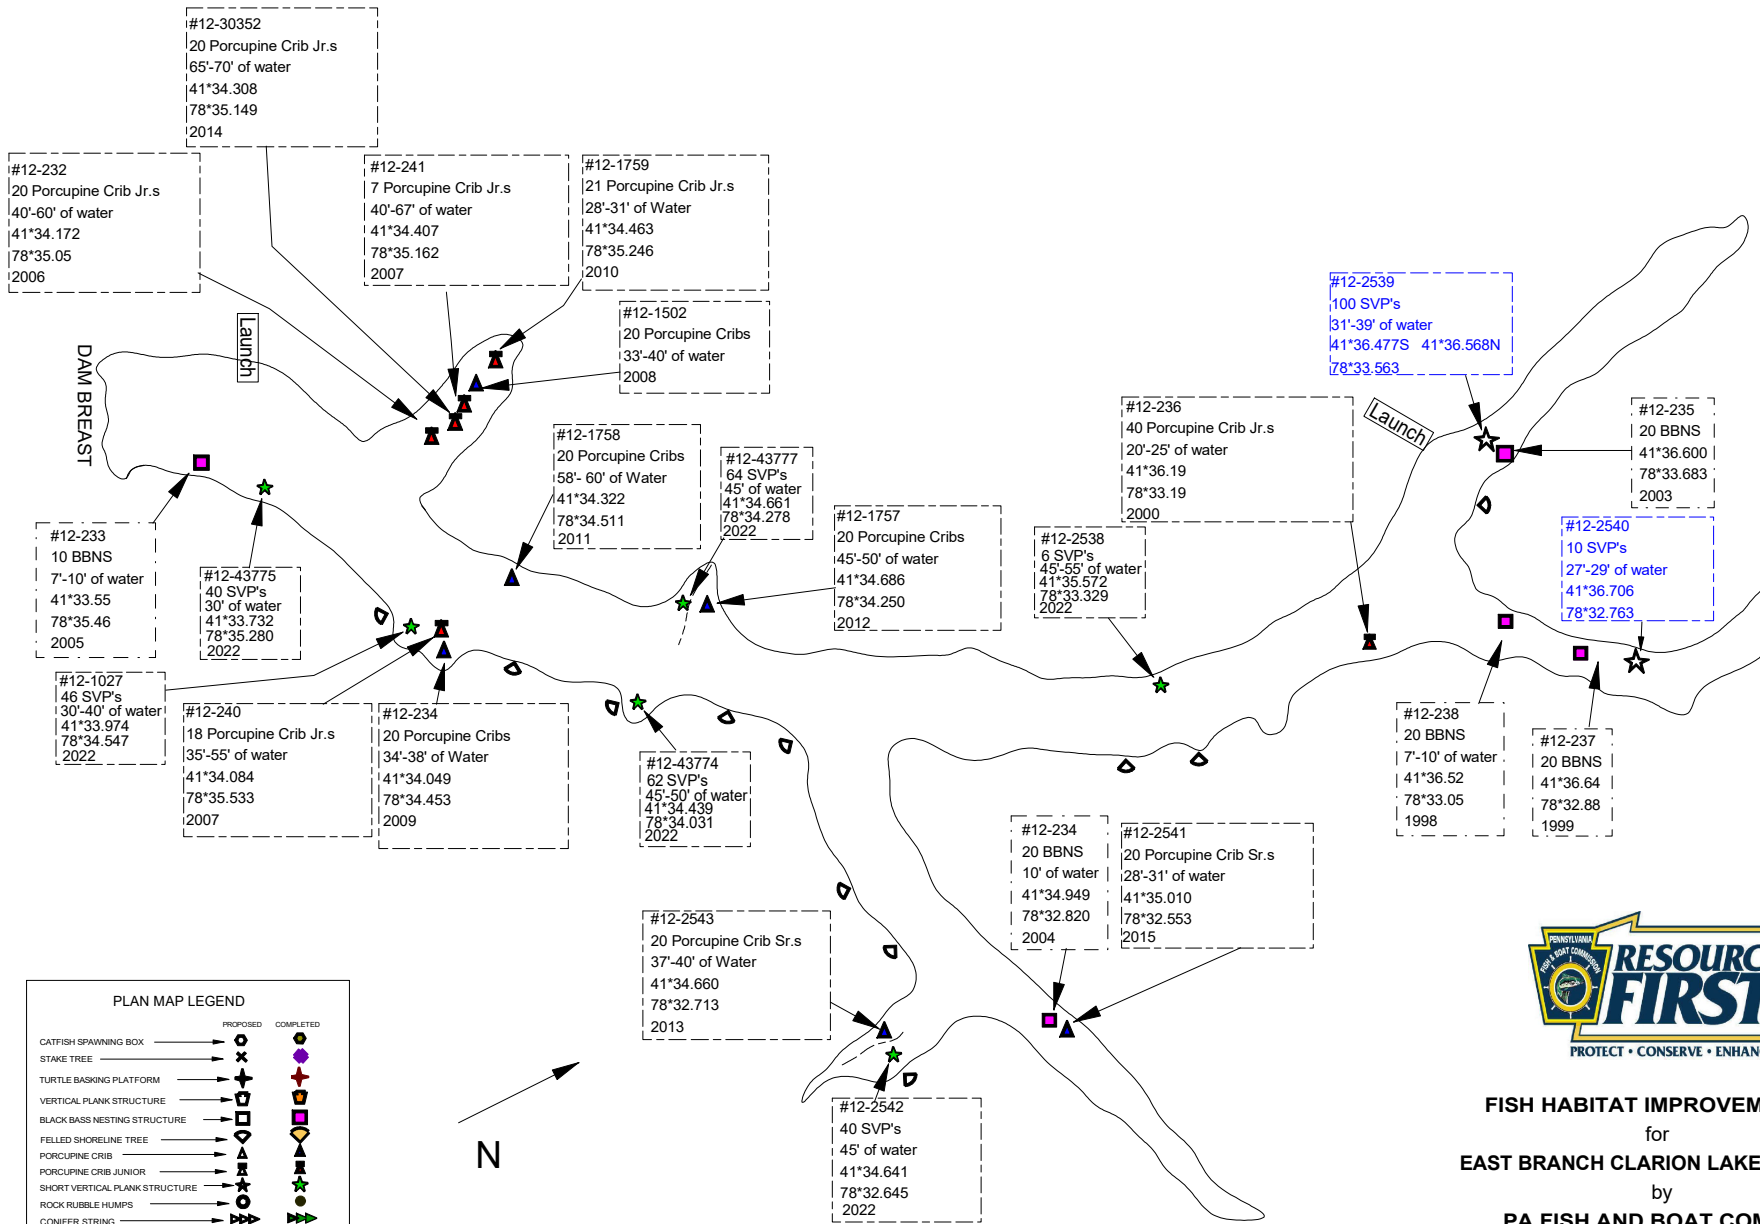 #12-30352
20 Porcupine Crib Jr.s
65'-70' of water
41*34.308
78*35.149
2014
#12-232
20 Porcupine Crib Jr.s
40'-60' of water
41*34.172
78*35.05
2006
#12-241
7 Porcupine Crib Jr.s
40'-67' of water
41*34.407
78*35.162
2007
#12-1759
21 Porcupine Crib Jr.s
28'-31' of Water
41*34.463
78*35.246
2010
#12-1502
20 Porcupine Cribs
33'-40' of water
2008
Launch
DAM BREAST
#12-2539
100 SVP's
31'-39' of water
41*36.477S 41*36.568N
78*33.563
Launch
#12-235
20 BBNS
41*36.600
78*33.683
2003
#12-236
40 Porcupine Crib Jr.s
20'-25' of water
41*36.19
78*33.19
2000
#12-1758
20 Porcupine Cribs
58'- 60' of Water
41*34.322
78*34.511
2011
#12-43777
64 SVP's
45' of water
41*34.661
78*34.278
2022
#12-1757
20 Porcupine Cribs
45'-50' of water
41*34.686
78*34.250
2012
#12-2538
6 SVP's
45'-55' of water
41*35.572
78*33.329
2022
#12-2540
10 SVP's
27'-29' of water
41*36.706
78*32.763
#12-233
10 BBNS
7'-10' of water
41*33.55
78*35.46
2005
#12-43775
40 SVP's
30' of water
41*33.732
78*35.280
2022
#12-1027
46 SVP's
30'-40' of water
41*33.974
78*34.547
2022
#12-240
18 Porcupine Crib Jr.s
35'-55' of water
41*34.084
78*35.533
2007
#12-234
20 Porcupine Cribs
34'-38' of Water
41*34.049
78*34.453
2009
#12-43774
62 SVP's
45'-50' of water
41*34.439
78*34.031
2022
#12-238
20 BBNS
7'-10' of water
41*36.52
78*33.05
1998
#12-237
20 BBNS
41*36.64
78*32.88
1999
#12-234
20 BBNS
10' of water
41*34.949
78*32.820
2004
#12-2541
20 Porcupine Crib Sr.s
28'-31' of water
41*35.010
78*32.553
2015
#12-2543
20 Porcupine Crib Sr.s
37'-40' of Water
41*34.660
78*32.713
2013
#12-2542
40 SVP's
45' of water
41*34.641
78*32.645
2022
N
PLAN MAP LEGEND
PROPOSED COMPLETED
CATFISH SPAWNING BOX
STAKE TREE
TURTLE BASKING PLATFORM
VERTICAL PLANK STRUCTURE
BLACK BASS NESTING STRUCTURE
FELLED SHORELINE TREE
PORCUPINE CRIB
PORCUPINE CRIB JUNIOR
SHORT VERTICAL PLANK STRUCTURE
ROCK RUBBLE HUMPS
CONIFER STRING
PENNSYLVANIA
FISH & BOAT COMMISSION
RESOURC
FIRST
PROTECT • CONSERVE • ENHAN
FISH HABITAT IMPROVEM
for
EAST BRANCH CLARION LAKE
by
PA FISH AND BOAT COM